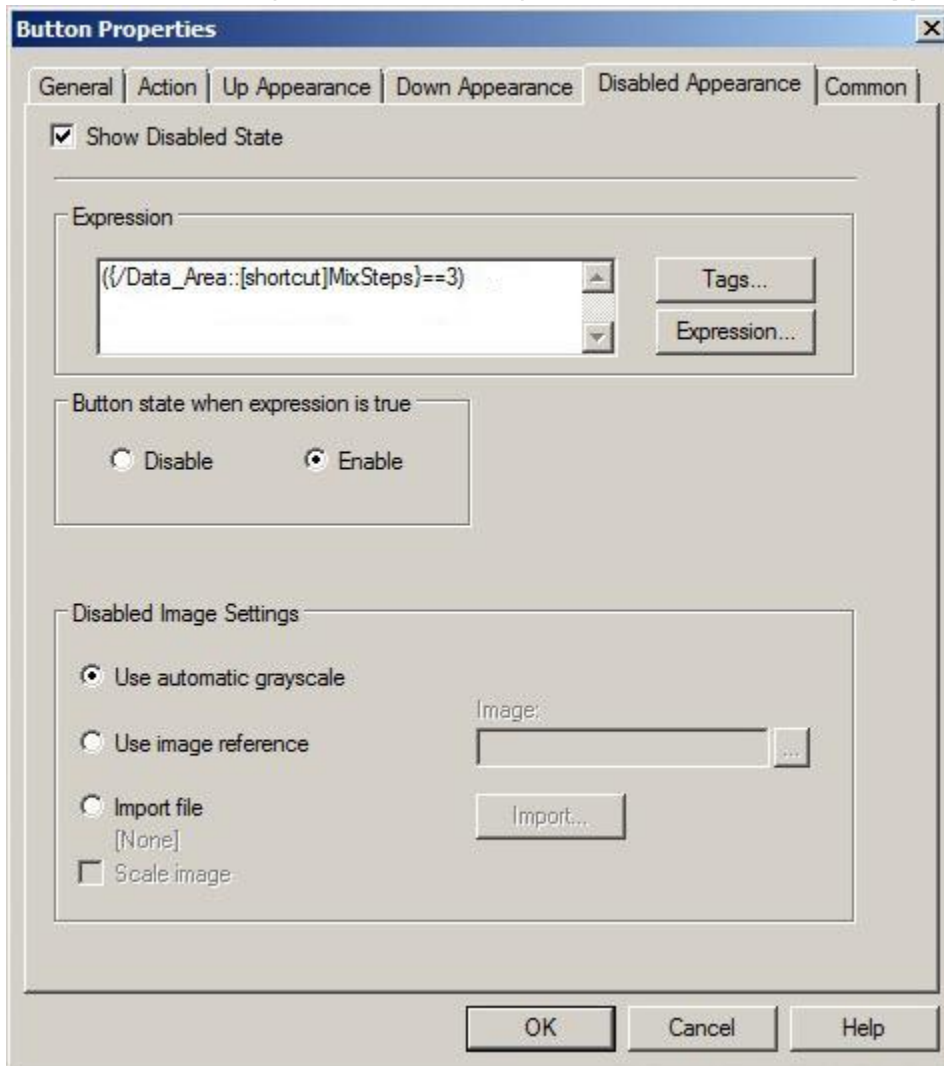 Button Properties
General Action Up Appearance Down Appearance Disabled Appearance Common
Show Disabled State
Expression
({/Data_Area::[shortcut]MixSteps}==3)
Tags...
Expression...
Button state when expression is true
Disable Enable
Disabled Image Settings
Use automatic grayscale
Image:
Use image reference
...
Import file
Import...
[None]
Scale image
OK Cancel Help